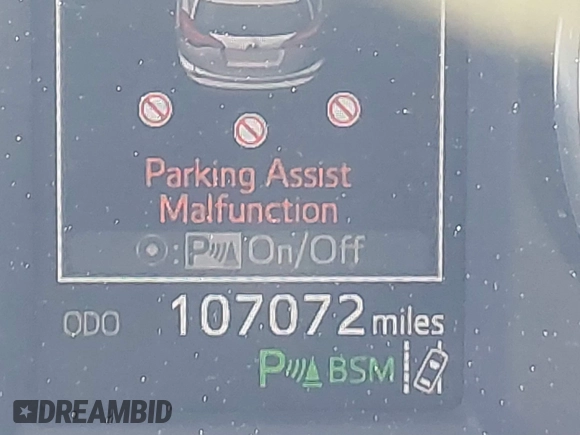 Parking Assist
Malfunction
: P On/Off
ODO 107072 miles
P BSM
DREAMBID